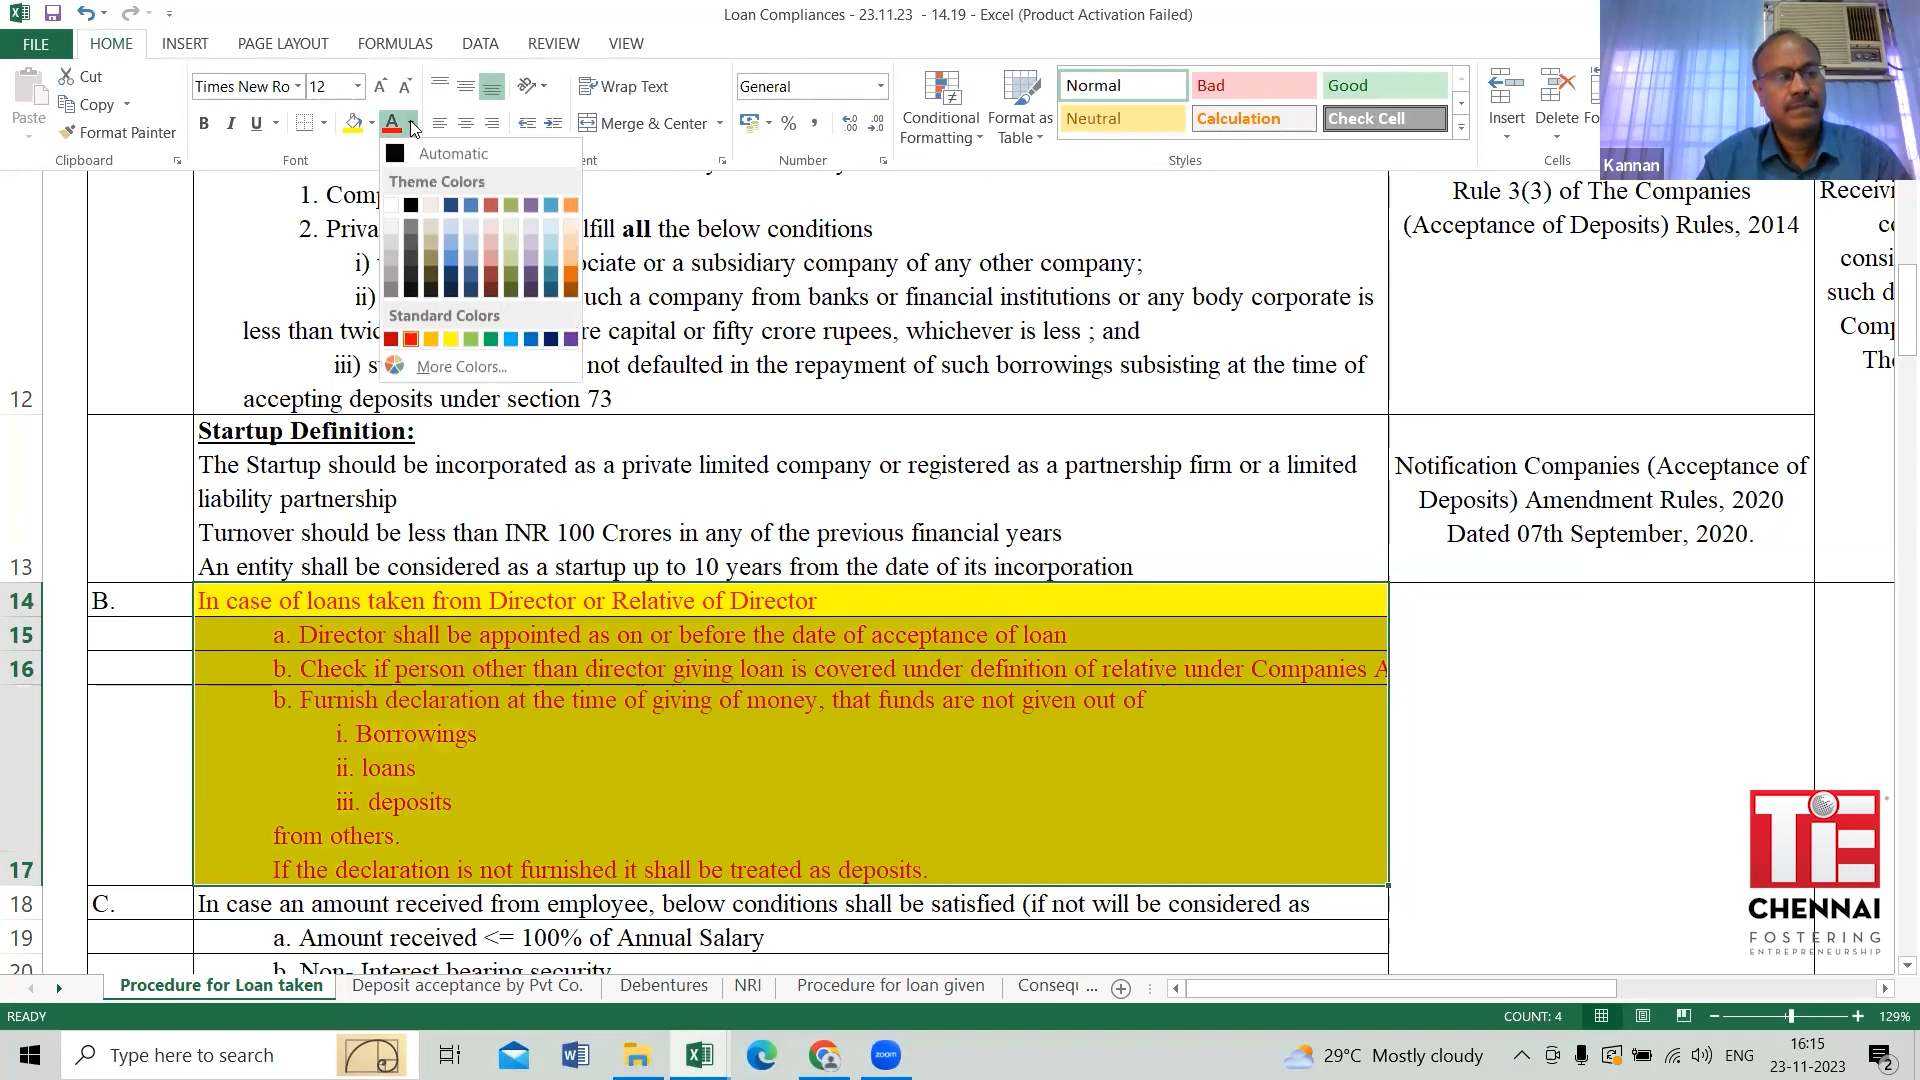 Loan Compliances - 23.11.23 - 14.19 - Excel (Product Activation Failed)
FILE HOME INSERT PAGE LAYOUT FORMULAS DATA REVIEW VIEW
Paste
Cut
Copy
Format Painter
Clipboard
Times New Ro 12
B I U
Font
Wrap Text
Merge & Center
General
%
Number
Conditional Formatting
Format as Table
Normal Bad Good
Neutral Calculation Check Cell
Styles
Insert Delete
Cells
Kannan
Automatic
Theme Colors
Standard Colors
More Colors...
1. Com
2. Priva lfill all the below conditions
i) ociate or a subsidiary company of any other company;
ii) uch a company from banks or financial institutions or any body corporate is
less than twic re capital or fifty crore rupees, whichever is less ; and
iii) s not defaulted in the repayment of such borrowings subsisting at the time of
12 accepting deposits under section 73
Rule 3(3) of The Companies
(Acceptance of Deposits) Rules, 2014
consi
such d
Comp
The
Startup Definition:
The Startup should be incorporated as a private limited company or registered as a partnership firm or a limited
liability partnership
Turnover should be less than INR 100 Crores in any of the previous financial years
13 An entity shall be considered as a startup up to 10 years from the date of its incorporation
Notification Companies (Acceptance of
Deposits) Amendment Rules, 2020
Dated 07th September, 2020.
14 B. In case of loans taken from Director or Relative of Director
15 a. Director shall be appointed as on or before the date of acceptance of loan
16 b. Check if person other than director giving loan is covered under definition of relative under Companies A
b. Furnish declaration at the time of giving of money, that funds are not given out of
i. Borrowings
ii. loans
iii. deposits
from others.
17 If the declaration is not furnished it shall be treated as deposits.
18 C. In case an amount received from employee, below conditions shall be satisfied (if not will be considered as
19 a. Amount received <= 100% of Annual Salary
20 b. Non- Interest bearing security
TiE
CHENNAI
FOSTERING
ENTREPRENEURSHIP
Procedure for Loan taken Deposit acceptance by Pvt Co. Debentures NRI Procedure for loan given Consequ ...
READY COUNT: 4 129%
Type here to search
zoom
29°C Mostly cloudy
ENG
16:15
23-11-2023
2